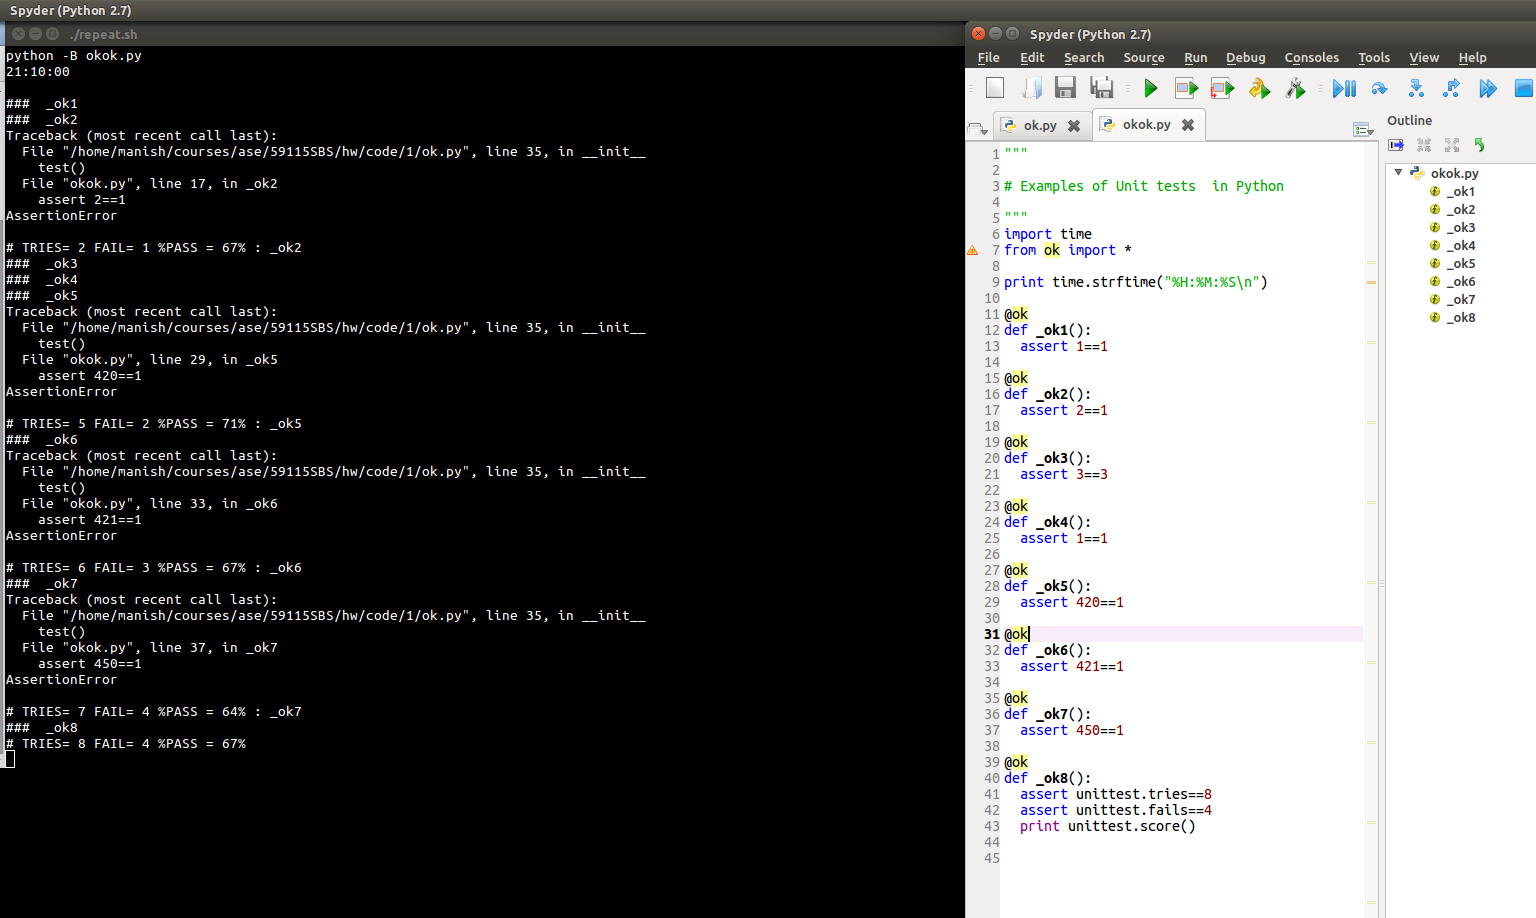 Spyder (Python 2.7)
./repeat.sh
python -B okok.py
21:10:00
### _ok1
### _ok2
Traceback (most recent call last):
File "/home/manish/courses/ase/59115SBS/hw/code/1/ok.py", line 35, in __init__
test()
File "okok.py", line 17, in _ok2
assert 2==1
AssertionError
# TRIES= 2 FAIL= 1 %PASS = 67% : _ok2
### _ok3
### _ok4
### _ok5
Traceback (most recent call last):
File "/home/manish/courses/ase/59115SBS/hw/code/1/ok.py", line 35, in __init__
test()
File "okok.py", line 29, in _ok5
assert 420==1
AssertionError
# TRIES= 5 FAIL= 2 %PASS = 71% : _ok5
### _ok6
Traceback (most recent call last):
File "/home/manish/courses/ase/59115SBS/hw/code/1/ok.py", line 35, in __init__
test()
File "okok.py", line 33, in _ok6
assert 421==1
AssertionError
# TRIES= 6 FAIL= 3 %PASS = 67% : _ok6
### _ok7
Traceback (most recent call last):
File "/home/manish/courses/ase/59115SBS/hw/code/1/ok.py", line 35, in __init__
test()
File "okok.py", line 37, in _ok7
assert 450==1
AssertionError
# TRIES= 7 FAIL= 4 %PASS = 64% : _ok7
### _ok8
# TRIES= 8 FAIL= 4 %PASS = 67%
Spyder (Python 2.7)
File Edit Search Source Run Debug Consoles Tools View Help
ok.py okok.py
1 """
2
3 # Examples of Unit tests in Python
4
5 """
6 import time
7 from ok import *
8
9 print time.strftime("%H:%M:%S\n")
10
11 @ok
12 def _ok1():
13 assert 1==1
14
15 @ok
16 def _ok2():
17 assert 2==1
18
19 @ok
20 def _ok3():
21 assert 3==3
22
23 @ok
24 def _ok4():
25 assert 1==1
26
27 @ok
28 def _ok5():
29 assert 420==1
30
31 @ok
32 def _ok6():
33 assert 421==1
34
35 @ok
36 def _ok7():
37 assert 450==1
38
39 @ok
40 def _ok8():
41 assert unittest.tries==8
42 assert unittest.fails==4
43 print unittest.score()
44
45
Outline
okok.py
_ok1
_ok2
_ok3
_ok4
_ok5
_ok6
_ok7
_ok8